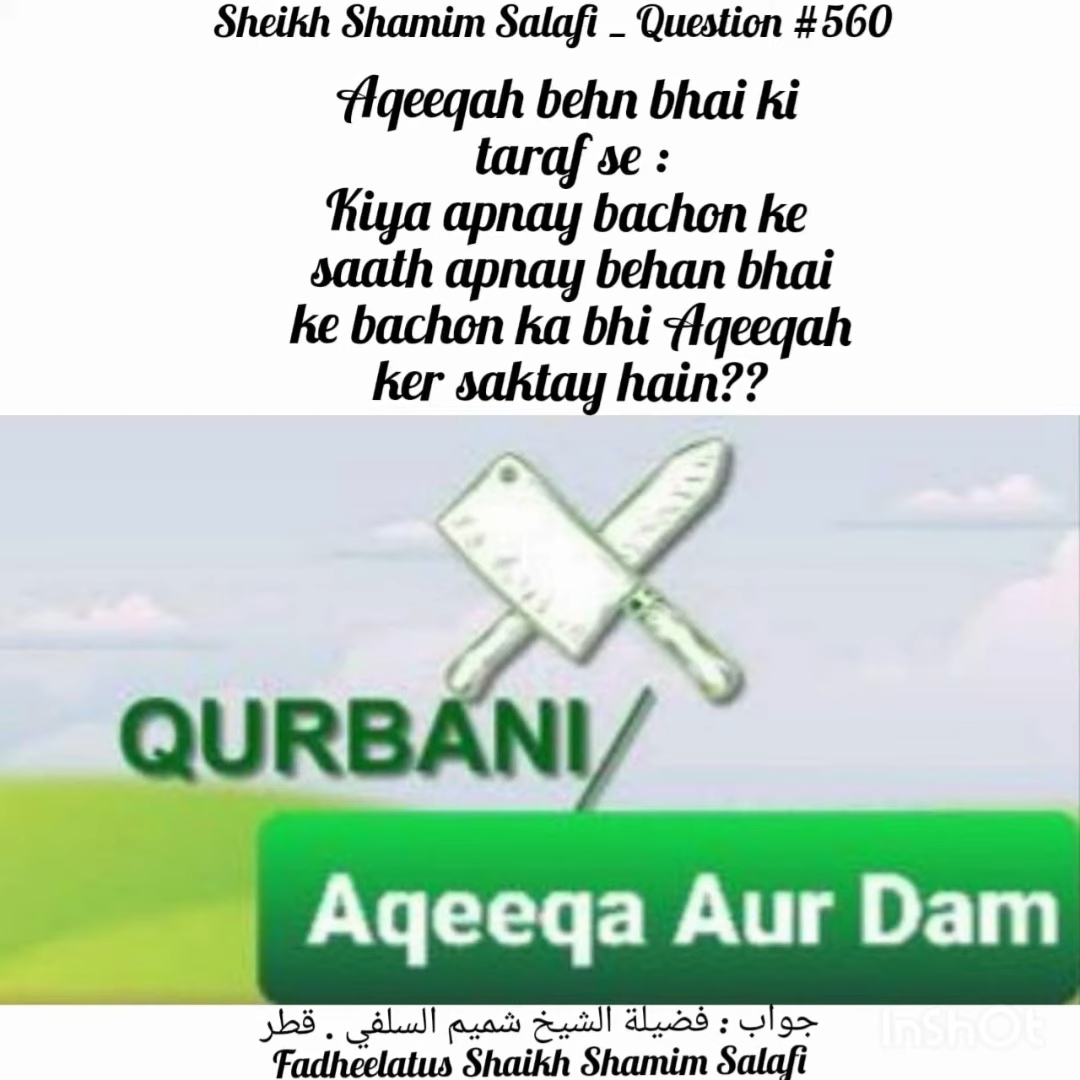 Sheikh Shamim Salafi _ Question #560
Aqeeqah behn bhai ki
taraf se :
Kiya apnay bachon ke
saath apnay behan bhai
ke bachon ka bhi Aqeeqah
ker saktay hain??
QURBANI/
Aqeeqa Aur Dam
جواب : فضيلة الشيخ شميم السلفي . قطر
InShOt
Fadheelatus Shaikh Shamim Salafi